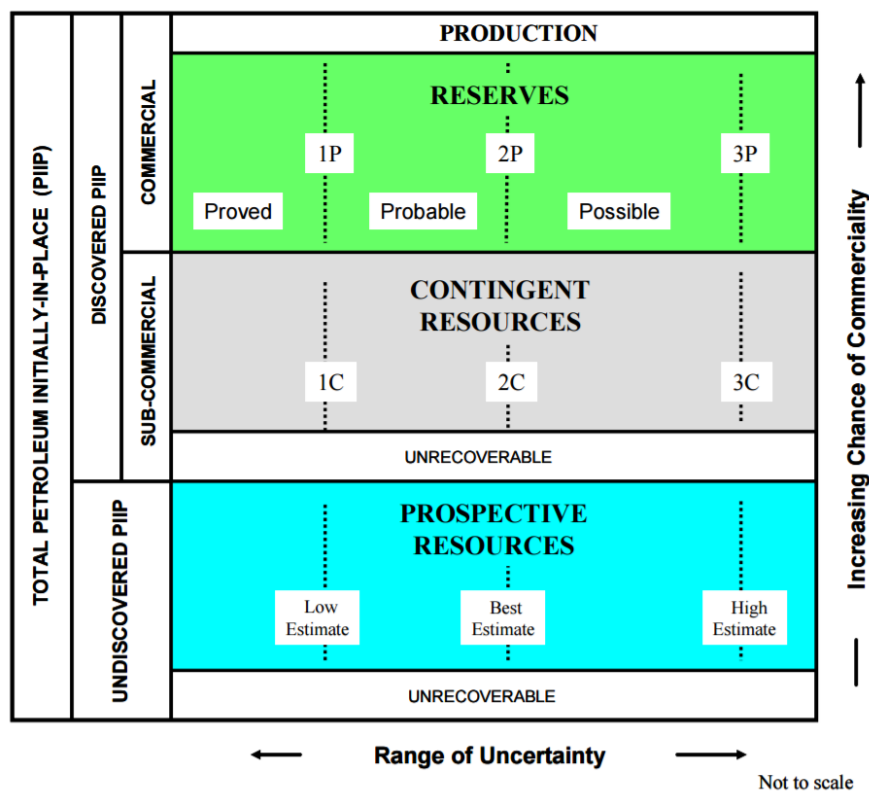 TOTAL PETROLEUM INITIALLY-IN-PLACE (PIIP)
DISCOVERED PIIP
UNDISCOVERED PIIP
COMMERCIAL
SUB-COMMERCIAL
PRODUCTION
RESERVES
1P 2P 3P
Proved Probable Possible
CONTINGENT
RESOURCES
1C 2C 3C
UNRECOVERABLE
PROSPECTIVE
RESOURCES
Low Best High
Estimate Estimate Estimate
UNRECOVERABLE
Increasing Chance of Commerciality
Range of Uncertainty
Not to scale